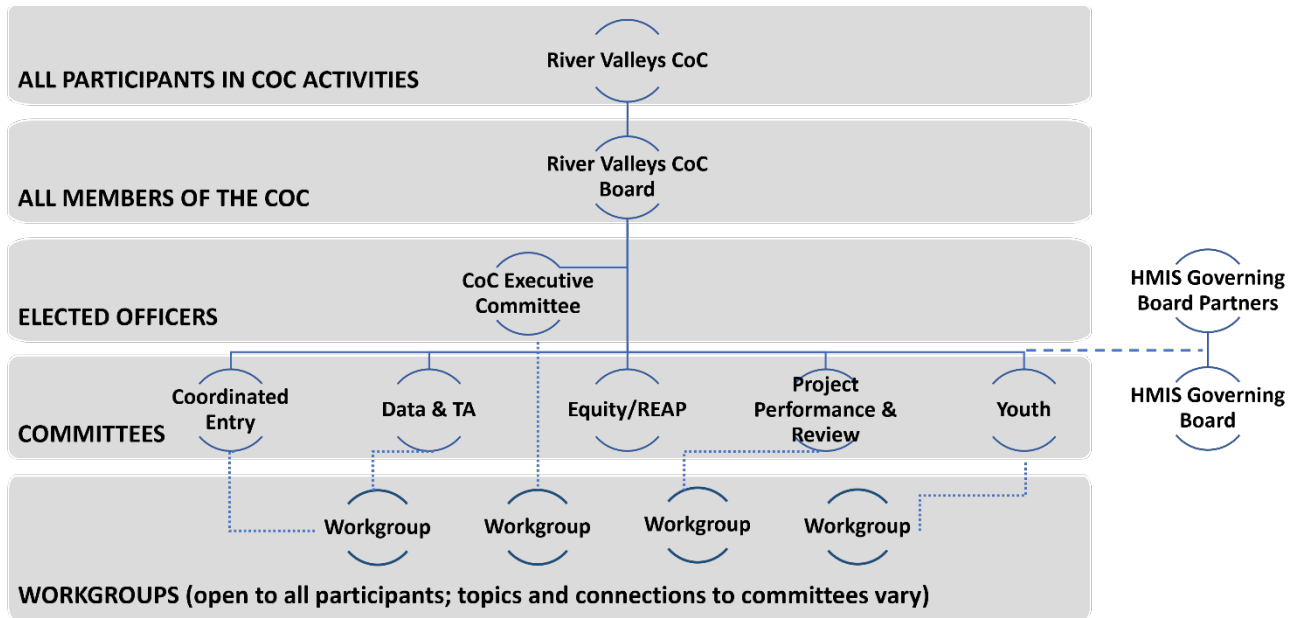 River Valleys CoC
ALL PARTICIPANTS IN COC ACTIVITIES
River Valleys CoC
Board
ALL MEMBERS OF THE COC
CoC Executive
Committee
ELECTED OFFICERS
HMIS Governing
Board Partners
Coordinated
Entry
Data & TA
Equity/REAP
Project
Performance &
Review
Youth
HMIS Governing
Board
COMMITTEES
Workgroup
Workgroup
Workgroup
Workgroup
WORKGROUPS (open to all participants; topics and connections to committees vary)